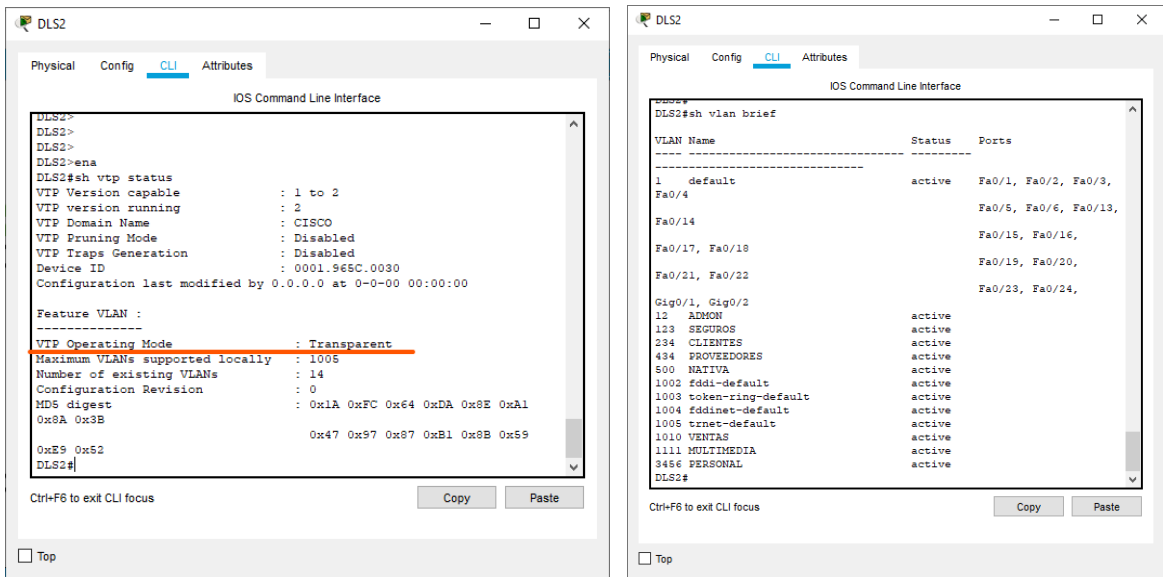 DLS2
Physical Config CLI Attributes
IOS Command Line Interface
DLS2>
DLS2>
DLS2>
DLS2>ena
DLS2#sh vtp status
VTP Version capable : 1 to 2
VTP version running : 2
VTP Domain Name : CISCO
VTP Pruning Mode : Disabled
VTP Traps Generation : Disabled
Device ID : 0001.965C.0030
Configuration last modified by 0.0.0.0 at 0-0-00 00:00:00
Feature VLAN :
--------------
VTP Operating Mode : Transparent
Maximum VLANs supported locally : 1005
Number of existing VLANs : 14
Configuration Revision : 0
MD5 digest : 0x1A 0xFC 0x64 0xDA 0x8E 0xA1
0x8A 0x3B
0x47 0x97 0x87 0xB1 0x8B 0x59
0xE9 0x52
DLS2#
Ctrl+F6 to exit CLI focus
Copy Paste
Top
DLS2
Physical Config CLI Attributes
IOS Command Line Interface
DLS2#
DLS2#sh vlan brief
VLAN Name Status Ports
---- -------------------------------- ---------
-------------------------------
1 default active Fa0/1, Fa0/2, Fa0/3,
Fa0/4
Fa0/5, Fa0/6, Fa0/13,
Fa0/14
Fa0/15, Fa0/16,
Fa0/17, Fa0/18
Fa0/19, Fa0/20,
Fa0/21, Fa0/22
Fa0/23, Fa0/24,
Gig0/1, Gig0/2
12 ADMON active
123 SEGUROS active
234 CLIENTES active
434 PROVEEDORES active
500 NATIVA active
1002 fddi-default active
1003 token-ring-default active
1004 fddinet-default active
1005 trnet-default active
1010 VENTAS active
1111 MULTIMEDIA active
3456 PERSONAL active
DLS2#
Ctrl+F6 to exit CLI focus
Copy Paste
Top